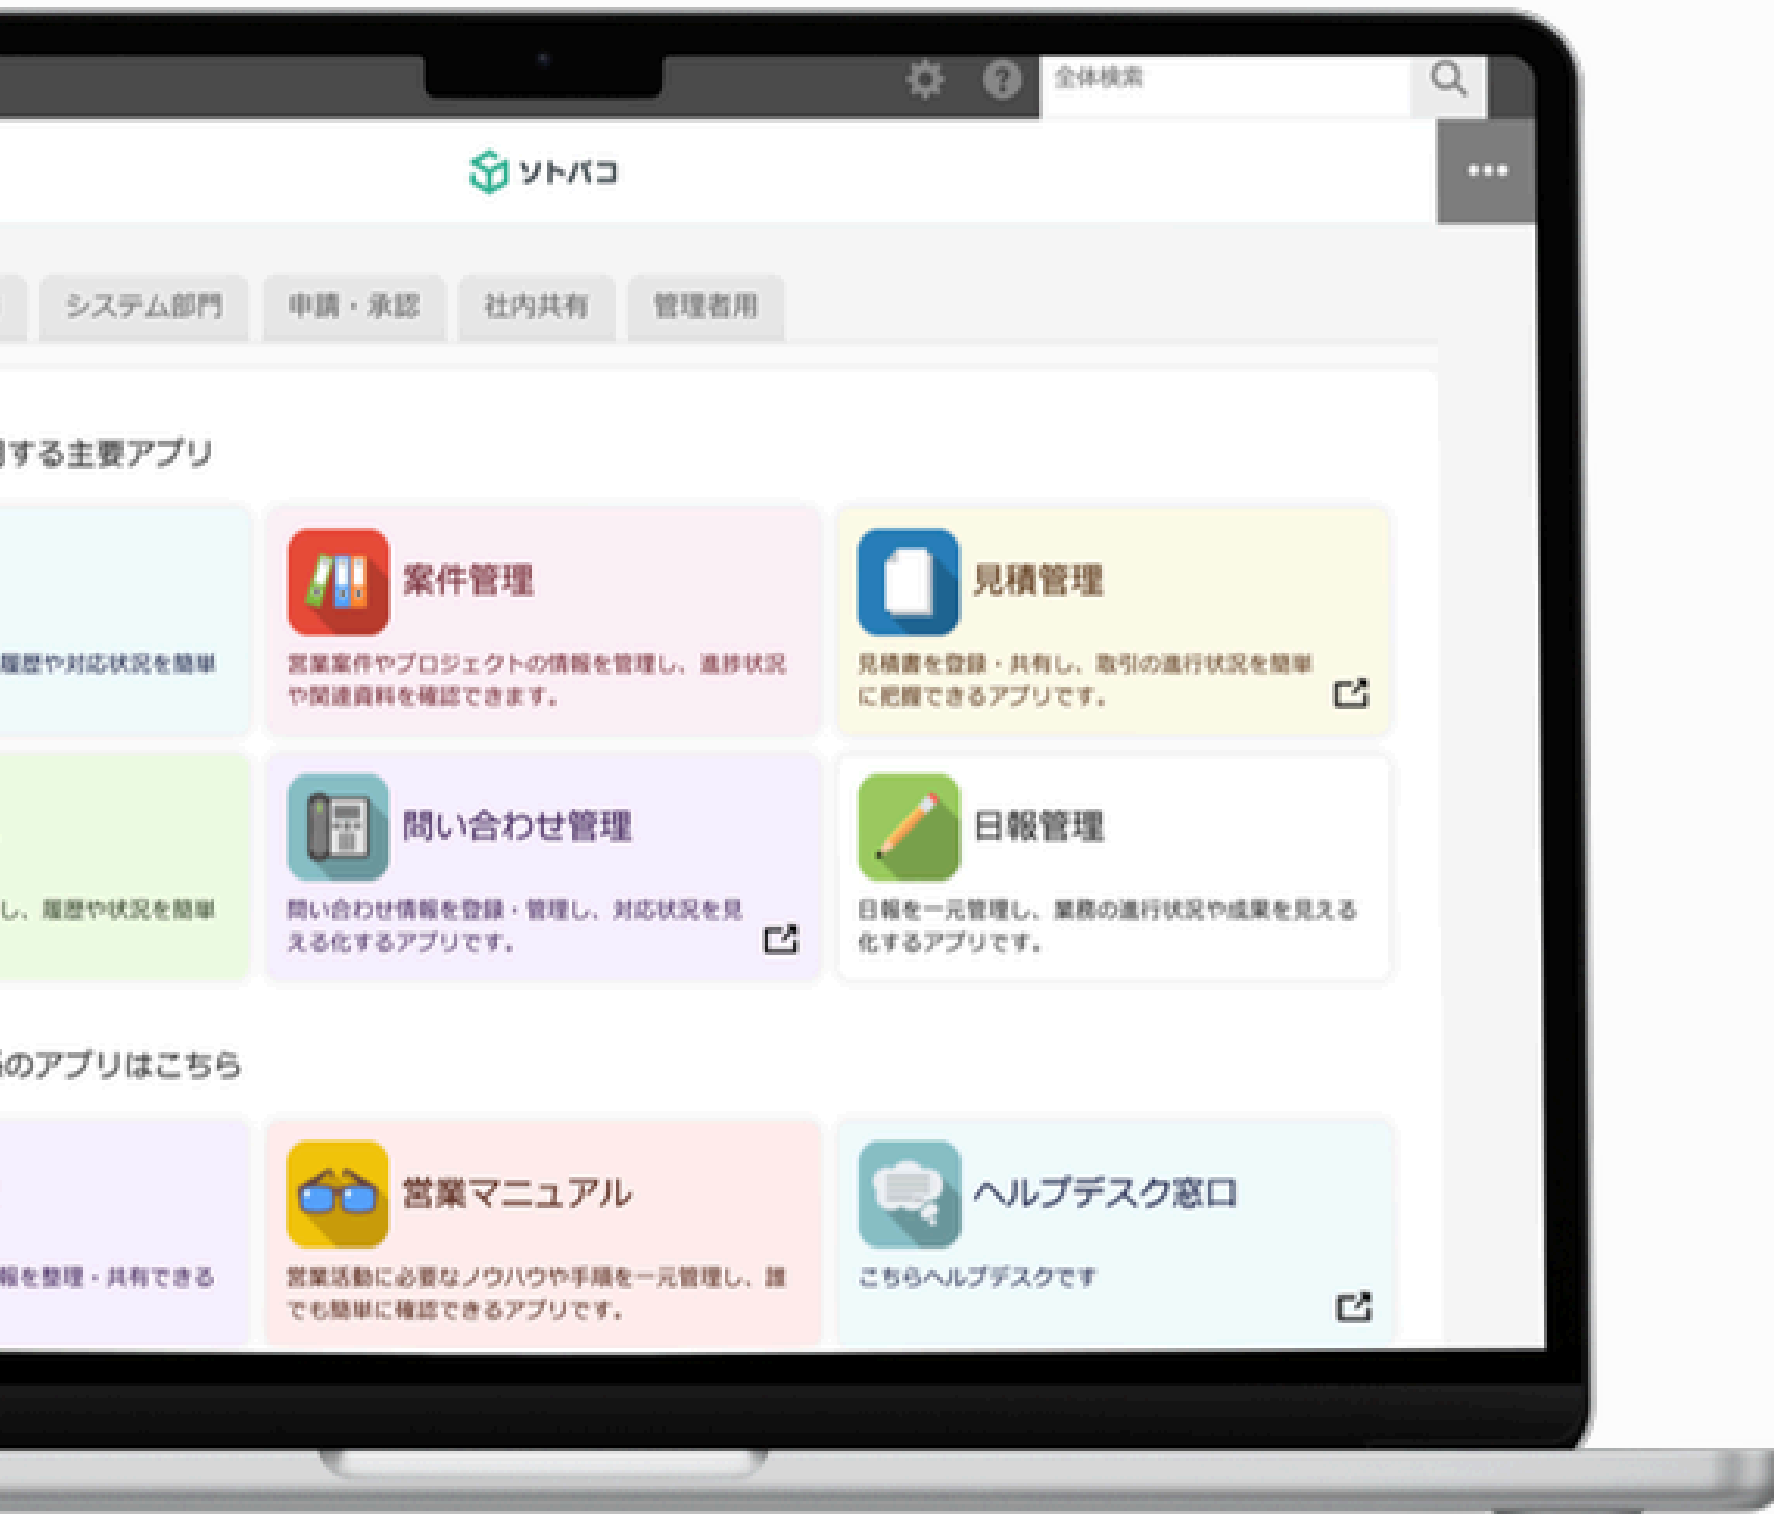 全体検索
ソトバコ
システム部門
申請・承認
社内共有
管理者用
する主要アプリ
案件管理
見積管理
履歴や対応状況を簡単
営業案件やプロジェクトの情報を管理し、進捗状況
や関連資料を確認できます。
見積書を登録・共有し、取引の進行状況を簡単
に把握できるアプリです。
問い合わせ管理
日報管理
し、履歴や状況を簡単
問い合わせ情報を登録・管理し、対応状況を見
える化するアプリです。
日報を一元管理し、業務の進行状況や成果を見える
化するアプリです。
のアプリはこちら
営業マニュアル
ヘルプデスク窓口
報を整理・共有できる
営業活動に必要なノウハウや手順を一元管理し、誰
でも簡単に確認できるアプリです。
こちらヘルプデスクです